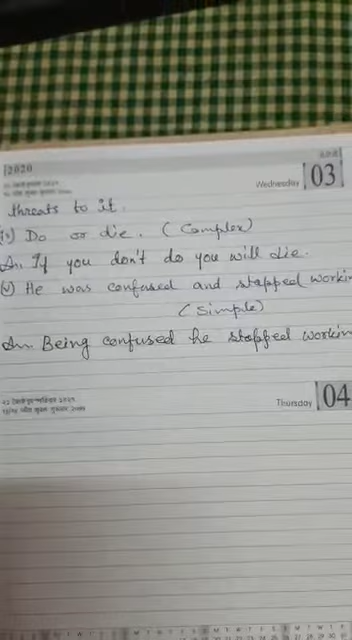 2020
Wednesday 03
threats to it.
Do or die. (Complex)
An. If you don't do you will die.
(v) He was confused and stopped workin
(Simple)
An. Being confused he stopped workin
Thursday 04